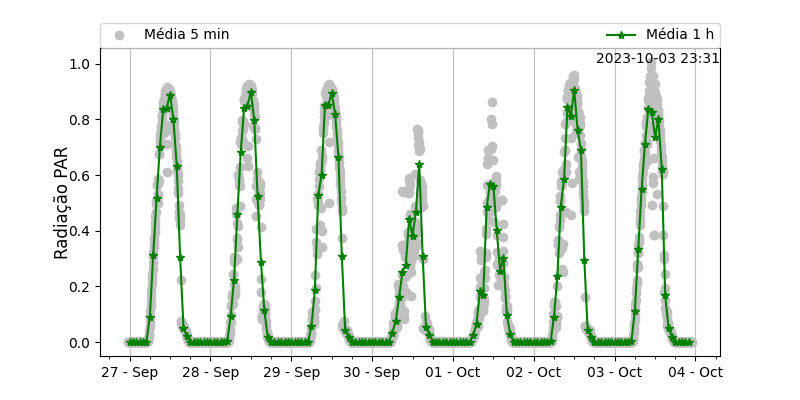 Média 5 min
Média 1 h
2023-10-03 23:31
Radiação PAR
1.0
0.8
0.6
0.4
0.2
0.0
27 - Sep
28 - Sep
29 - Sep
30 - Sep
01 - Oct
02 - Oct
03 - Oct
04 - Oct